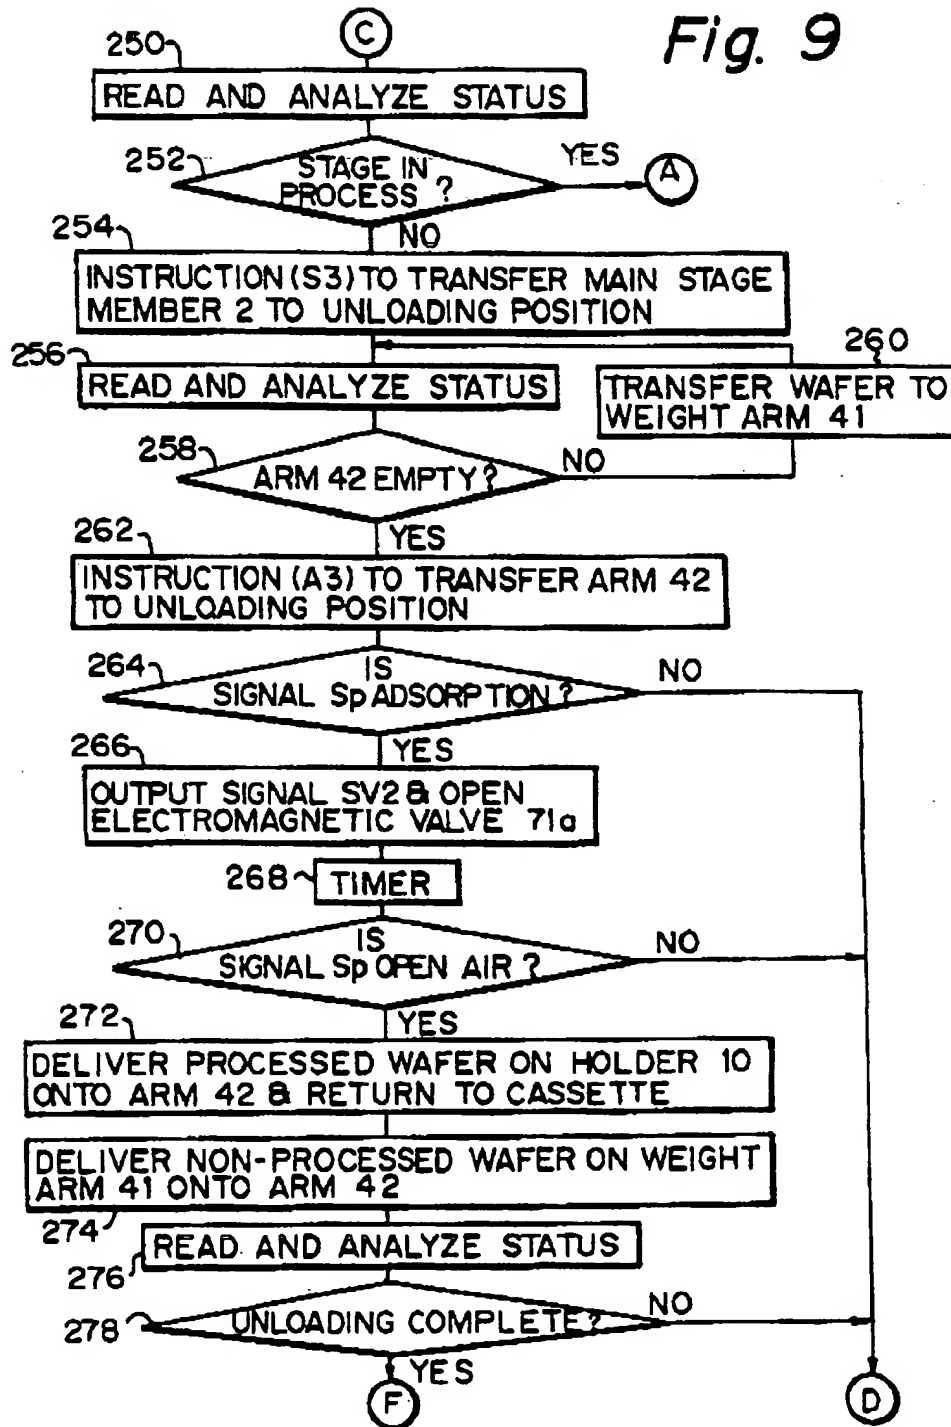 Fig. 9
C
250
READ AND ANALYZE STATUS
252
STAGE IN
PROCESS ?
YES
A
NO
254
INSTRUCTION (S3) TO TRANSFER MAIN STAGE
MEMBER 2 TO UNLOADING POSITION
256
READ AND ANALYZE STATUS
260
TRANSFER WAFER TO
WEIGHT ARM 41
258
ARM 42 EMPTY ?
NO
YES
262
INSTRUCTION (A3) TO TRANSFER ARM 42
TO UNLOADING POSITION
264
IS
SIGNAL Sp ADSORPTION ?
NO
YES
266
OUTPUT SIGNAL SV2 & OPEN
ELECTROMAGNETIC VALVE 71a
268
TIMER
270
IS
SIGNAL Sp OPEN AIR ?
NO
YES
272
DELIVER PROCESSED WAFER ON HOLDER 10
ONTO ARM 42 & RETURN TO CASSETTE
DELIVER NON-PROCESSED WAFER ON WEIGHT
ARM 41 ONTO ARM 42
274
READ AND ANALYZE STATUS
276
UNLOADING COMPLETE ?
278
NO
YES
F
D